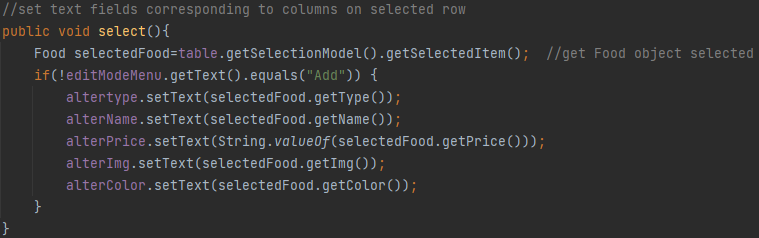 //set text fields corresponding to columns on selected row
public void select(){
    Food selectedFood=table.getSelectionModel().getSelectedItem();  //get Food object selected
    if(!editModeMenu.getText().equals("Add")) {
        altertype.setText(selectedFood.getType());
        alterName.setText(selectedFood.getName());
        alterPrice.setText(String.valueOf(selectedFood.getPrice()));
        alterImg.setText(selectedFood.getImg());
        alterColor.setText(selectedFood.getColor());
    }
}